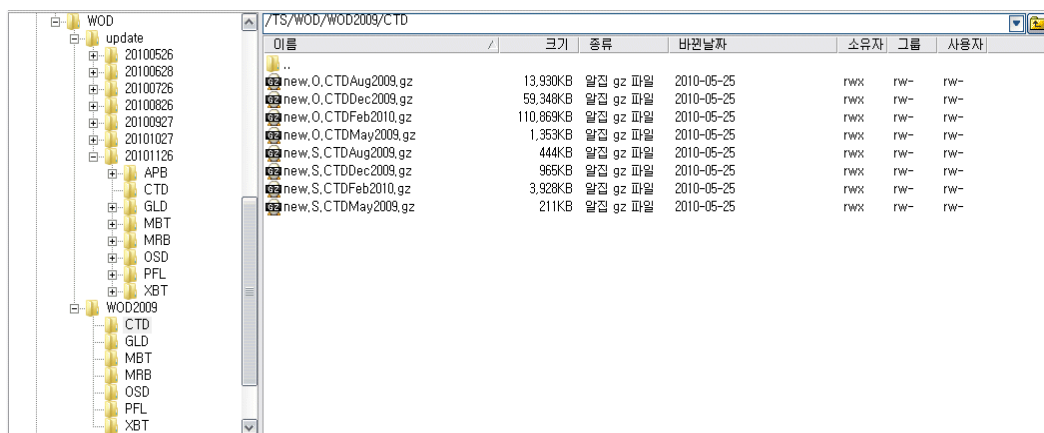 WOD
update
20100526
20100628
20100726
20100826
20100927
20101027
20101126
APB
CTD
GLD
MBT
MRB
OSD
PFL
XBT
WOD2009
CTD
GLD
MBT
MRB
OSD
PFL
XBT
/TS/WOD/WOD2009/CTD
이름 크기 종류 바뀐날짜 소유자 그룹 사용자
..
new.O.CTDAug2009.gz 13,930KB 알집 gz 파일 2010-05-25 rwx rw- rw-
new.O.CTDDec2009.gz 59,348KB 알집 gz 파일 2010-05-25 rwx rw- rw-
new.O.CTDFeb2010.gz 110,869KB 알집 gz 파일 2010-05-25 rwx rw- rw-
new.O.CTDMay2009.gz 1,353KB 알집 gz 파일 2010-05-25 rwx rw- rw-
new.S.CTDAug2009.gz 444KB 알집 gz 파일 2010-05-25 rwx rw- rw-
new.S.CTDDec2009.gz 965KB 알집 gz 파일 2010-05-25 rwx rw- rw-
new.S.CTDFeb2010.gz 3,928KB 알집 gz 파일 2010-05-25 rwx rw- rw-
new.S.CTDMay2009.gz 211KB 알집 gz 파일 2010-05-25 rwx rw- rw-